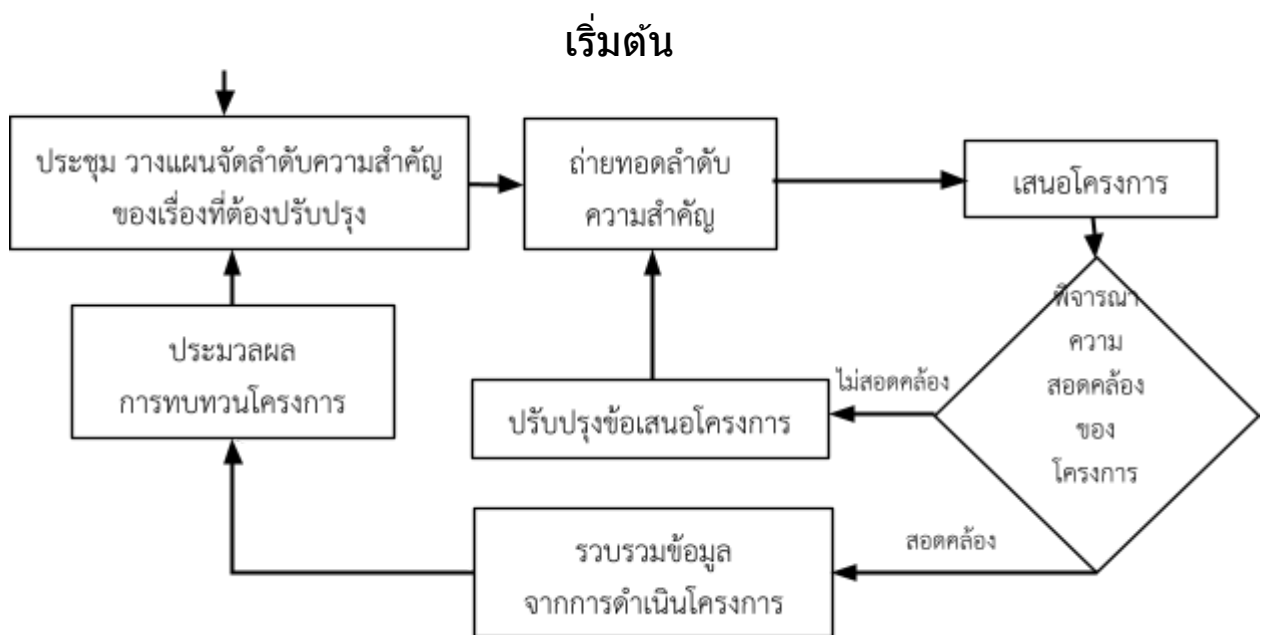 เริ่มต้น
ประชุม วางแผนจัดลำดับความสำคัญ
ของเรื่องที่ต้องปรับปรุง
ถ่ายทอดลำดับ
ความสำคัญ
เสนอโครงการ
พิจารณา
ความ
สอดคล้อง
ของ
โครงการ
ไม่สอดคล้อง
ปรับปรุงข้อเสนอโครงการ
สอดคล้อง
รวบรวมข้อมูล
จากการดำเนินโครงการ
ประมวลผล
การทบทวนโครงการ